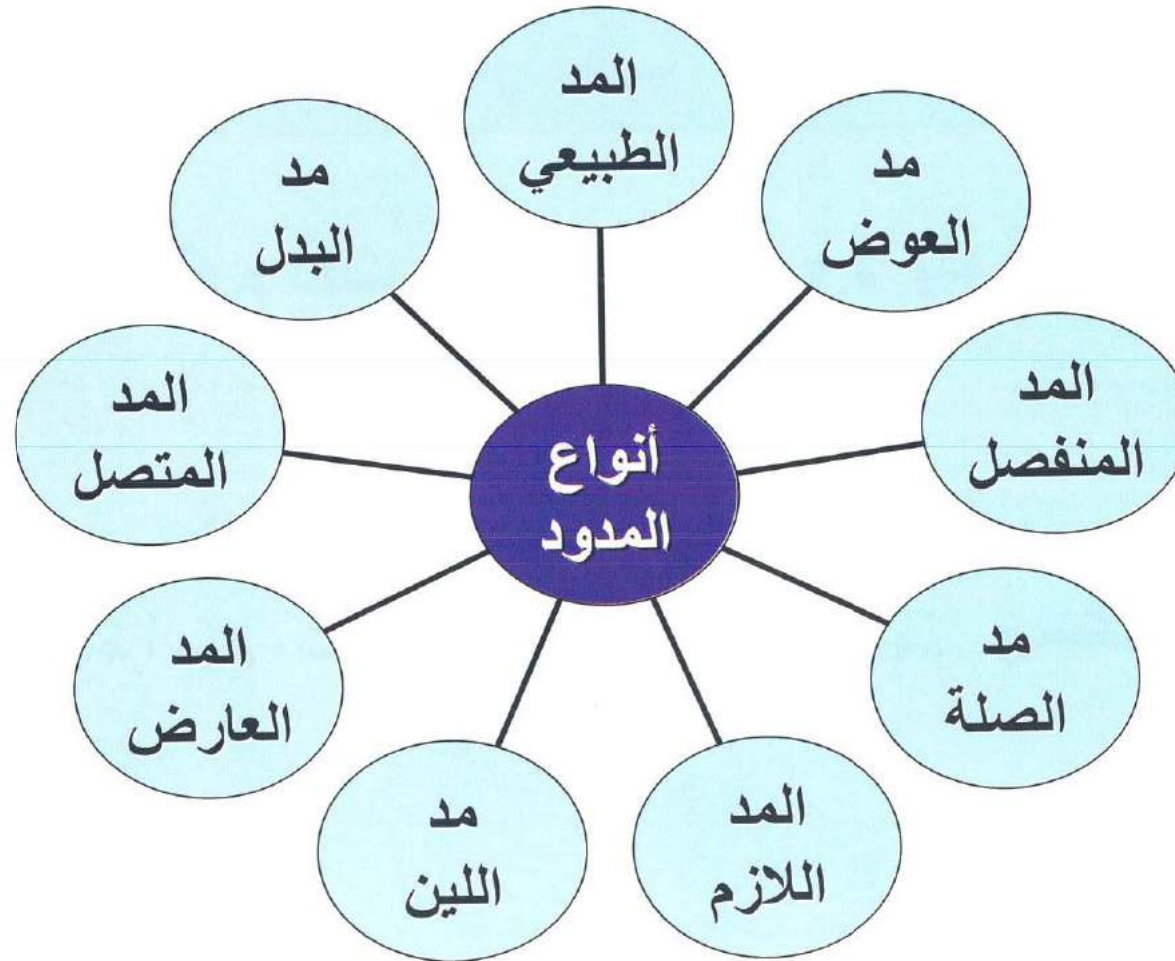 المد
الطبيعي
مد
العوض
المد
المنفصل
مد
الصلة
المد
اللازم
مد
اللين
المد
العارض
المد
المتصل
مد
البدل
أنواع
المدود